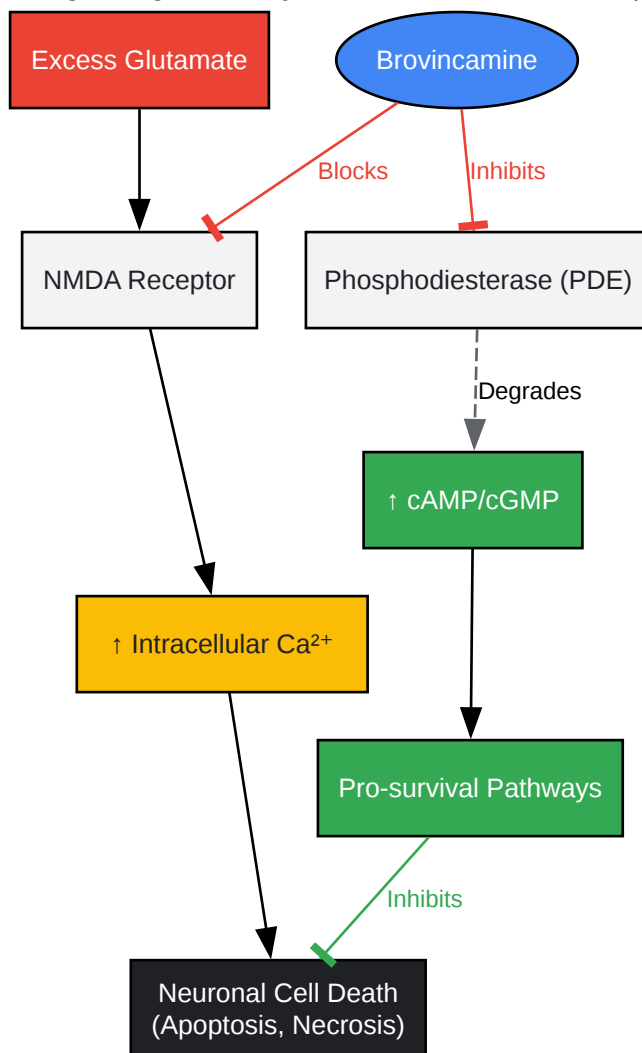 Excess Glutamate
Brovincamine
Blocks
Inhibits
NMDA Receptor
Phosphodiesterase (PDE)
Degrades
↑ cAMP/cGMP
↑ Intracellular Ca²⁺
Pro-survival Pathways
Inhibits
Neuronal Cell Death
(Apoptosis, Necrosis)